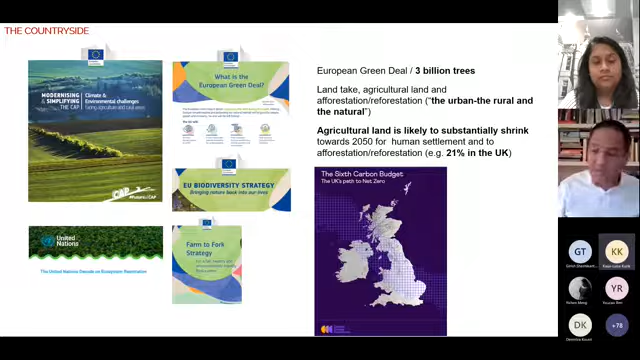 THE COUNTRYSIDE
MODERNISING
& SIMPLIFYING
THE CAP
Climate &
Environmental challenges
Facing agriculture and rural areas
CAP
What is the
European Green Deal?
EU BIODIVERSITY STRATEGY
Bringing nature back into our lives
United
Nations
The United Nations Decade on Ecosystem Restoration
Farm to Fork
Strategy
European Green Deal / 3 billion trees
Land take, agricultural land and
afforestation/reforestation ("the urban-the rural and
the natural")
Agricultural land is likely to substantially shrink
towards 2050 for human settlement and to
afforestation/reforestation (e.g. 21% in the UK)
The Sixth Carbon Budget
The UK's path to Net Zero
GT
KK
YR
DK
+78